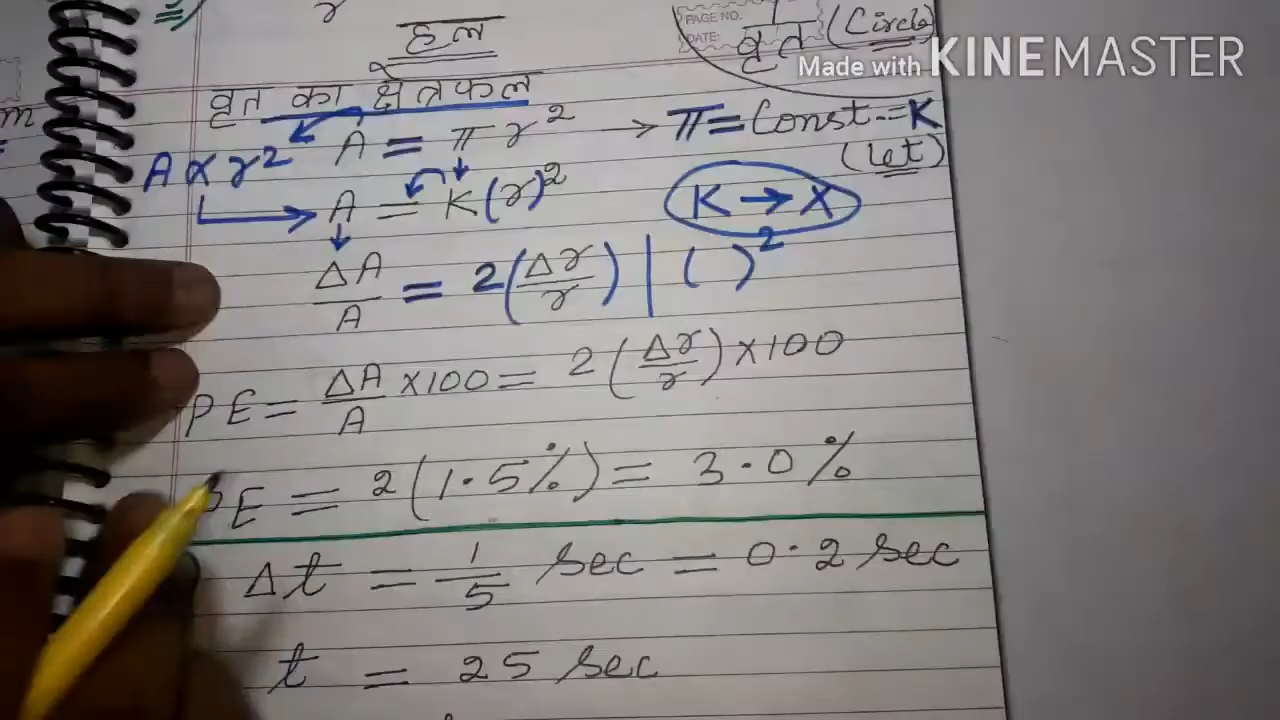 r
हल
PAGE NO.
DATE:
वृत (Circle)
Made with KINEMASTER
वृत का क्षेत्रफल
m
A = πr² → π = Const. = K
(let)
A ∝ r²
A = K(r)²
K → X
ΔA/A = 2(Δr/r) | ( )²
PE = ΔA/A ×100 = 2(Δr/r)×100
PE = 2(1.5%) = 3.0%
Δt = 1/5 sec = 0.2 sec
t = 25 sec